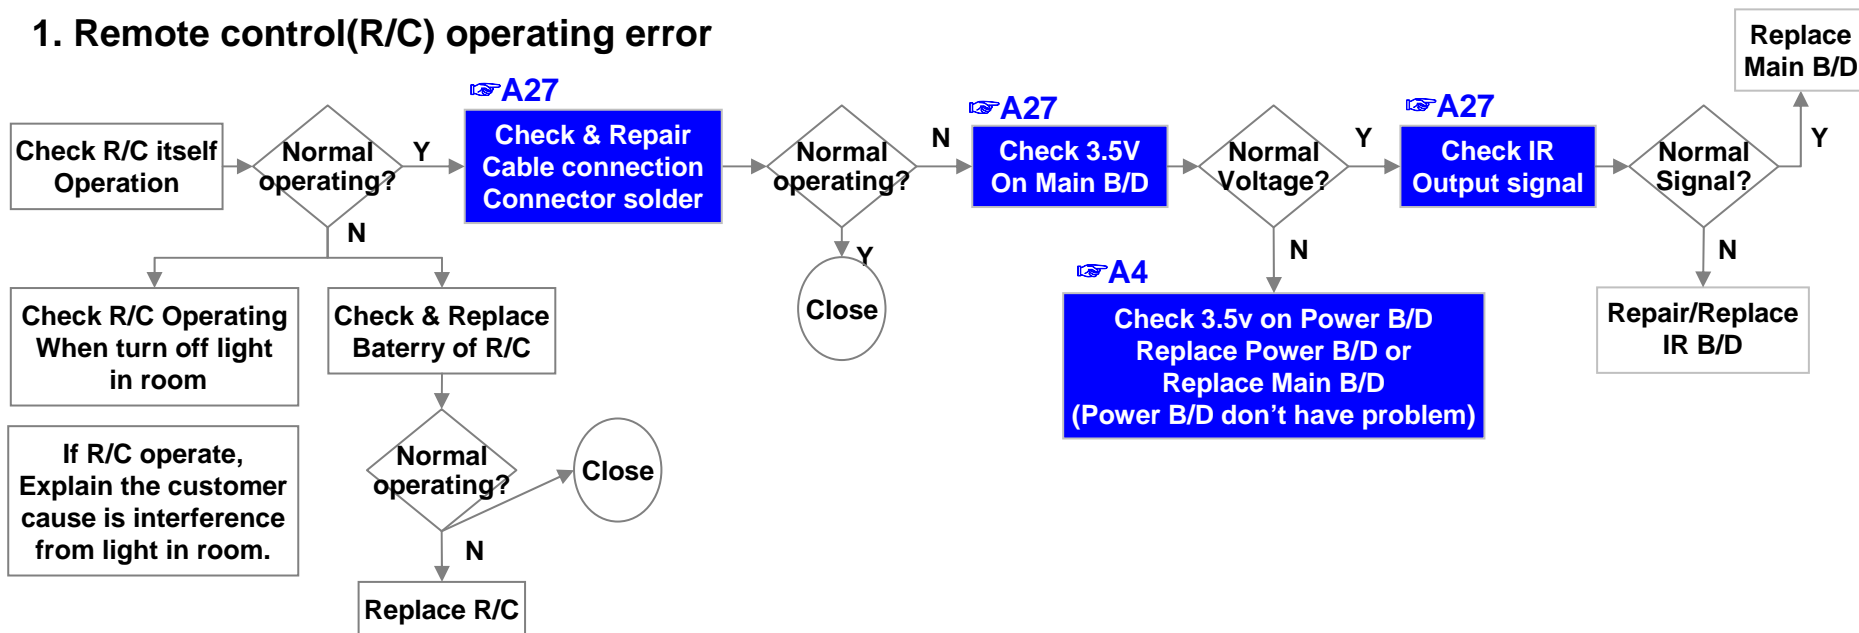 1. Remote control(R/C) operating error
Replace
Main B/D
☞A27
☞A27
☞A27
Check R/C itself
Operation
Normal
operating?
Y
Check & Repair
Cable connection
Connector solder
Normal
operating?
N
Check 3.5V
On Main B/D
Normal
Voltage?
Y
Check IR
Output signal
Normal
Signal?
Y
N
Y
N
N
☞A4
Check R/C Operating
When turn off light
in room
Check & Replace
Baterry of R/C
Close
Check 3.5v on Power B/D
Replace Power B/D or
Replace Main B/D
(Power B/D don’t have problem)
Repair/Replace
IR B/D
If R/C operate,
Explain the customer
cause is interference
from light in room.
Normal
operating?
Close
N
Replace R/C